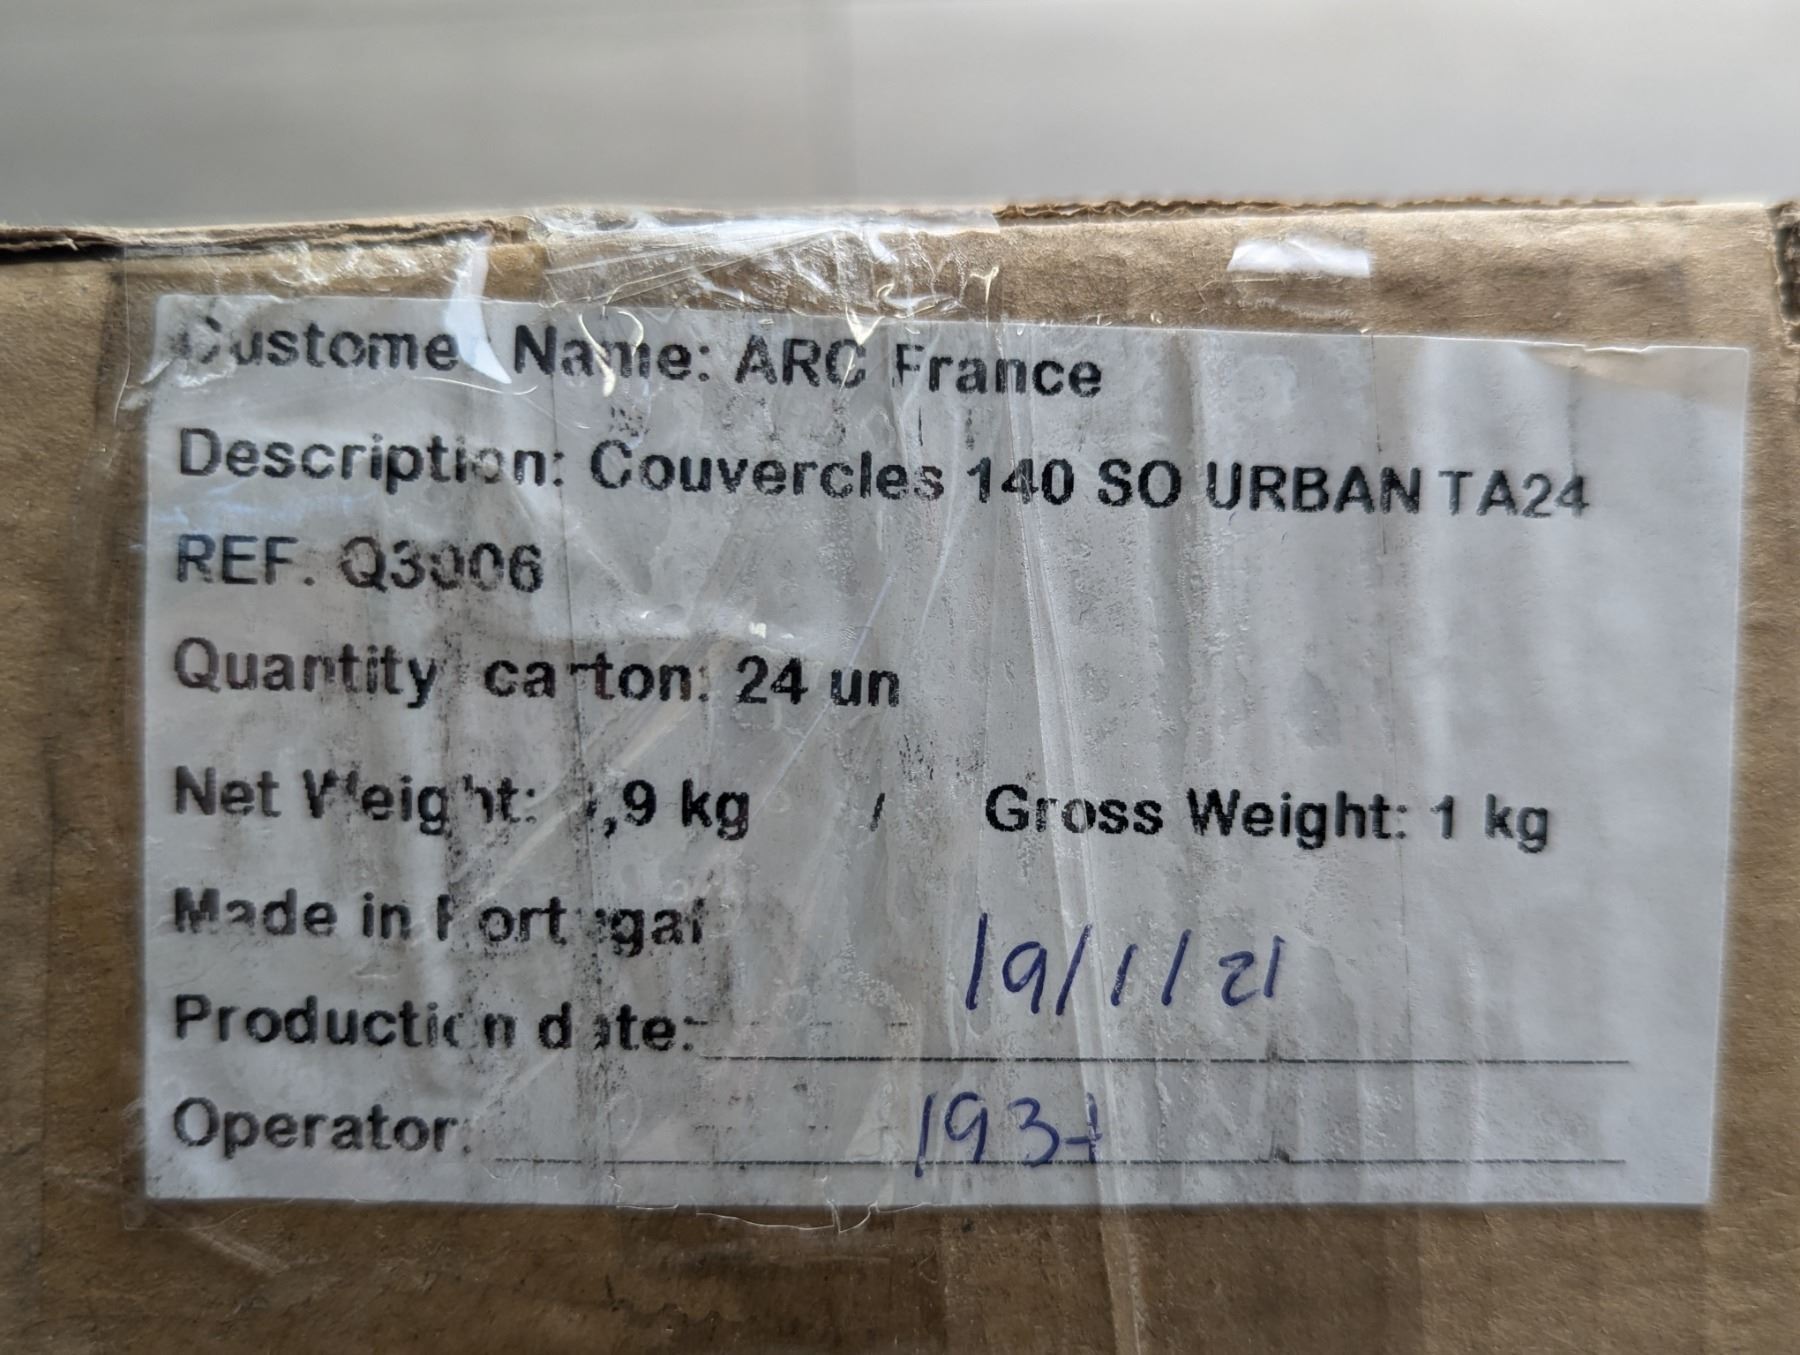 Customer Name: ARC France
Description: Couvercles 140 SO URBAN TA24
REF. Q3006
Quantity carton: 24 un
Net Weight: ,9 kg / Gross Weight: 1 kg
Made in Portugal
Production date: 19/1/21
Operator: 1937